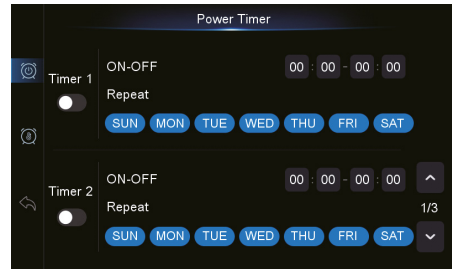 Power Timer
Timer 1
ON-OFF 00 : 00 - 00 : 00
Repeat
SUN MON TUE WED THU FRI SAT
Timer 2
ON-OFF 00 : 00 - 00 : 00
Repeat
1/3
SUN MON TUE WED THU FRI SAT